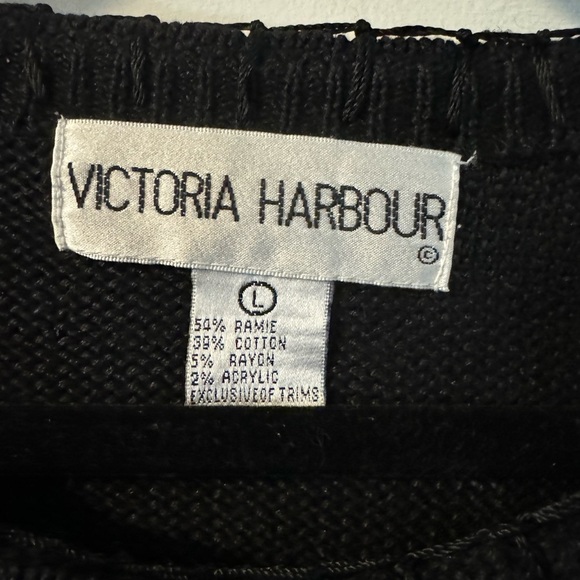 VICTORIA HARBOUR
©
L
54% RAMIE
39% COTTON
5% RAYON
2% ACRYLIC
EXCLUSIVE OF TRIMS